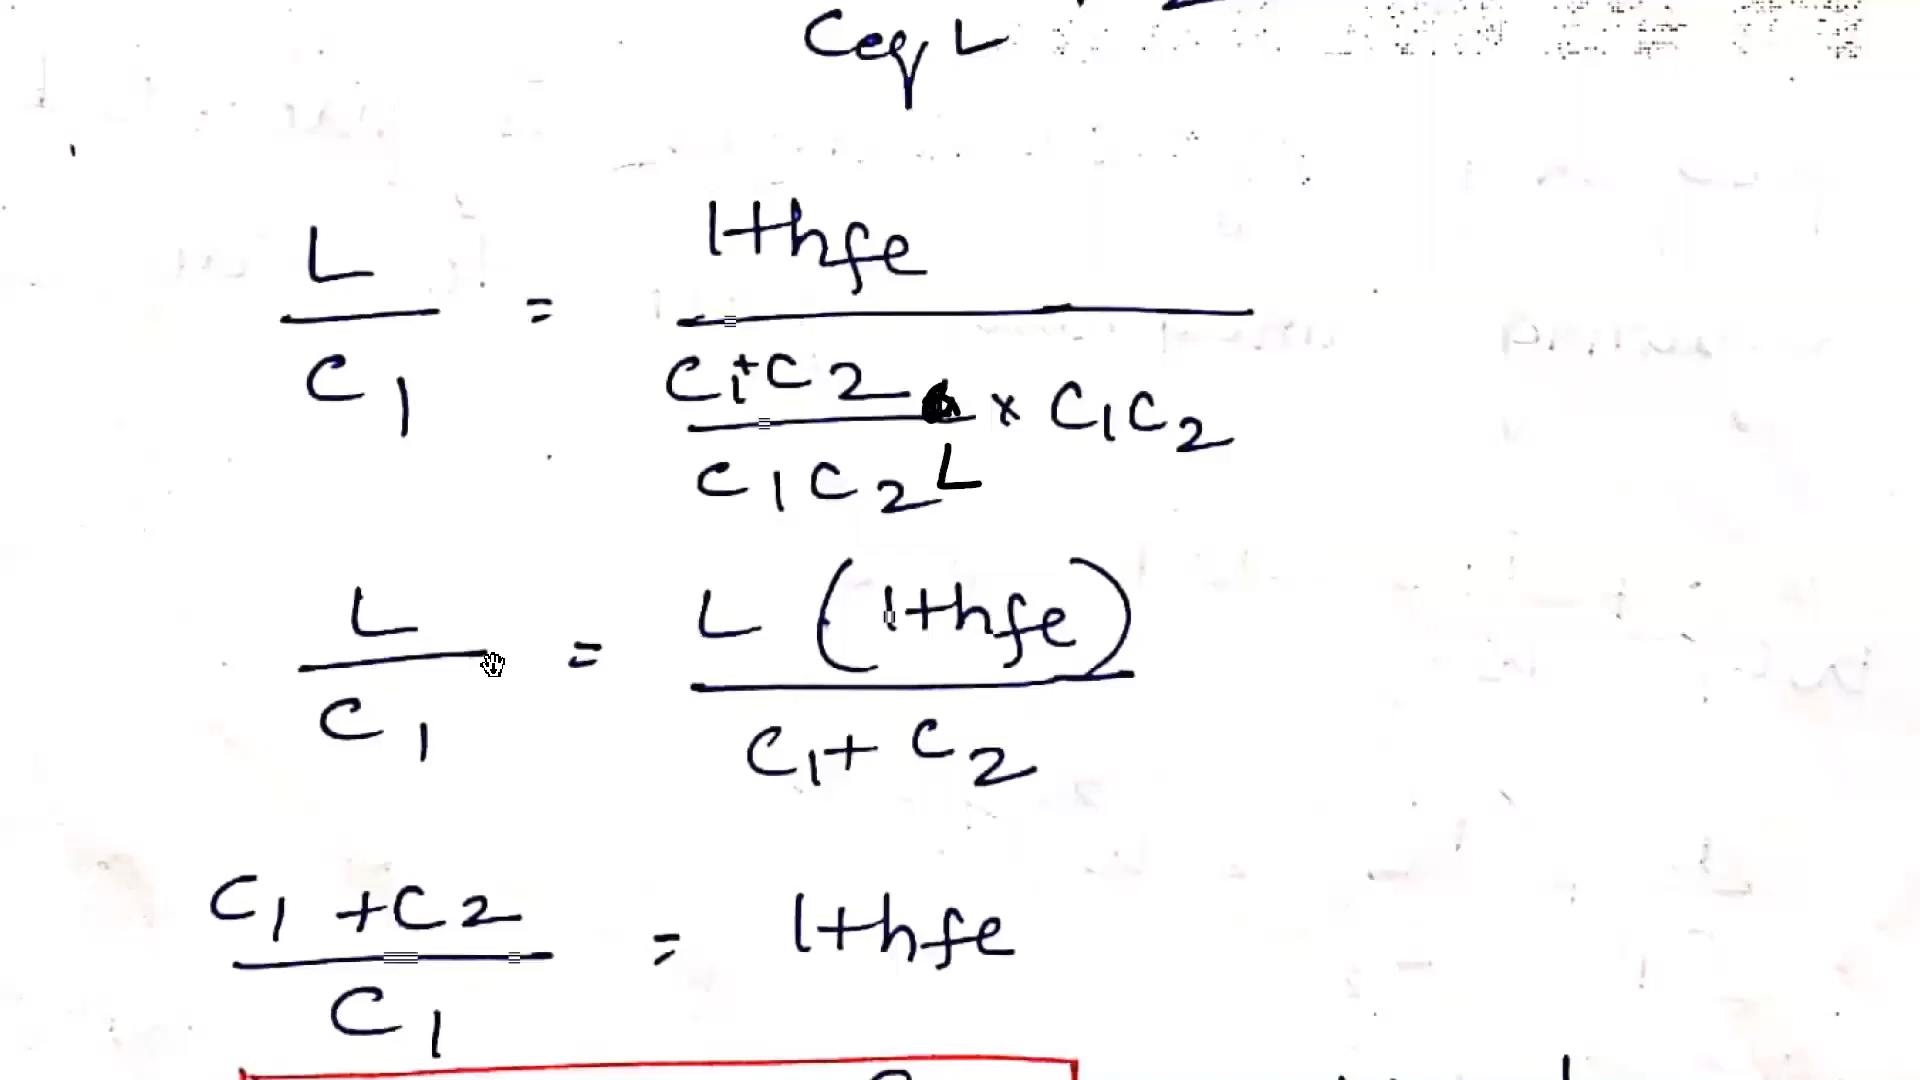 Ceq L
L / C1 = 1+hfe / ((C1+C2 / C1C2L) × C1C2)
L / C1 = L (1+hfe) / C1+ C2
C1 +C2 / C1 = 1+hfe